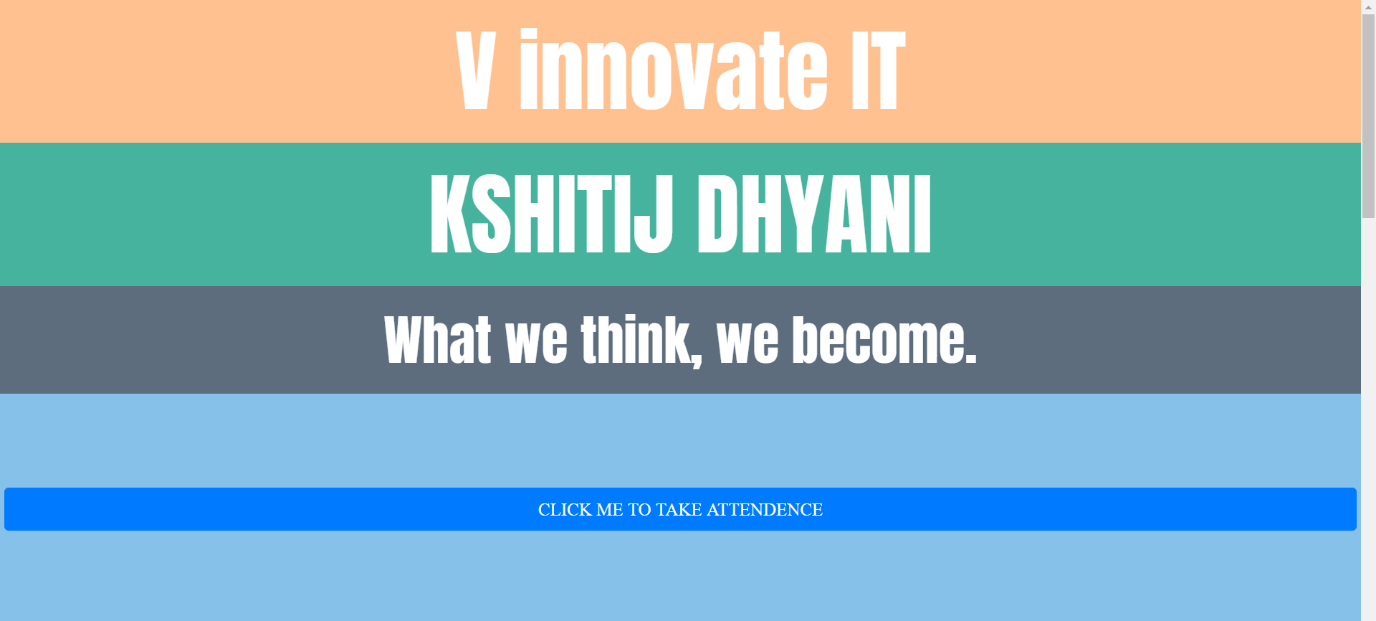 V innovate IT
KSHITIJ DHYANI
What we think, we become.
CLICK ME TO TAKE ATTENDENCE